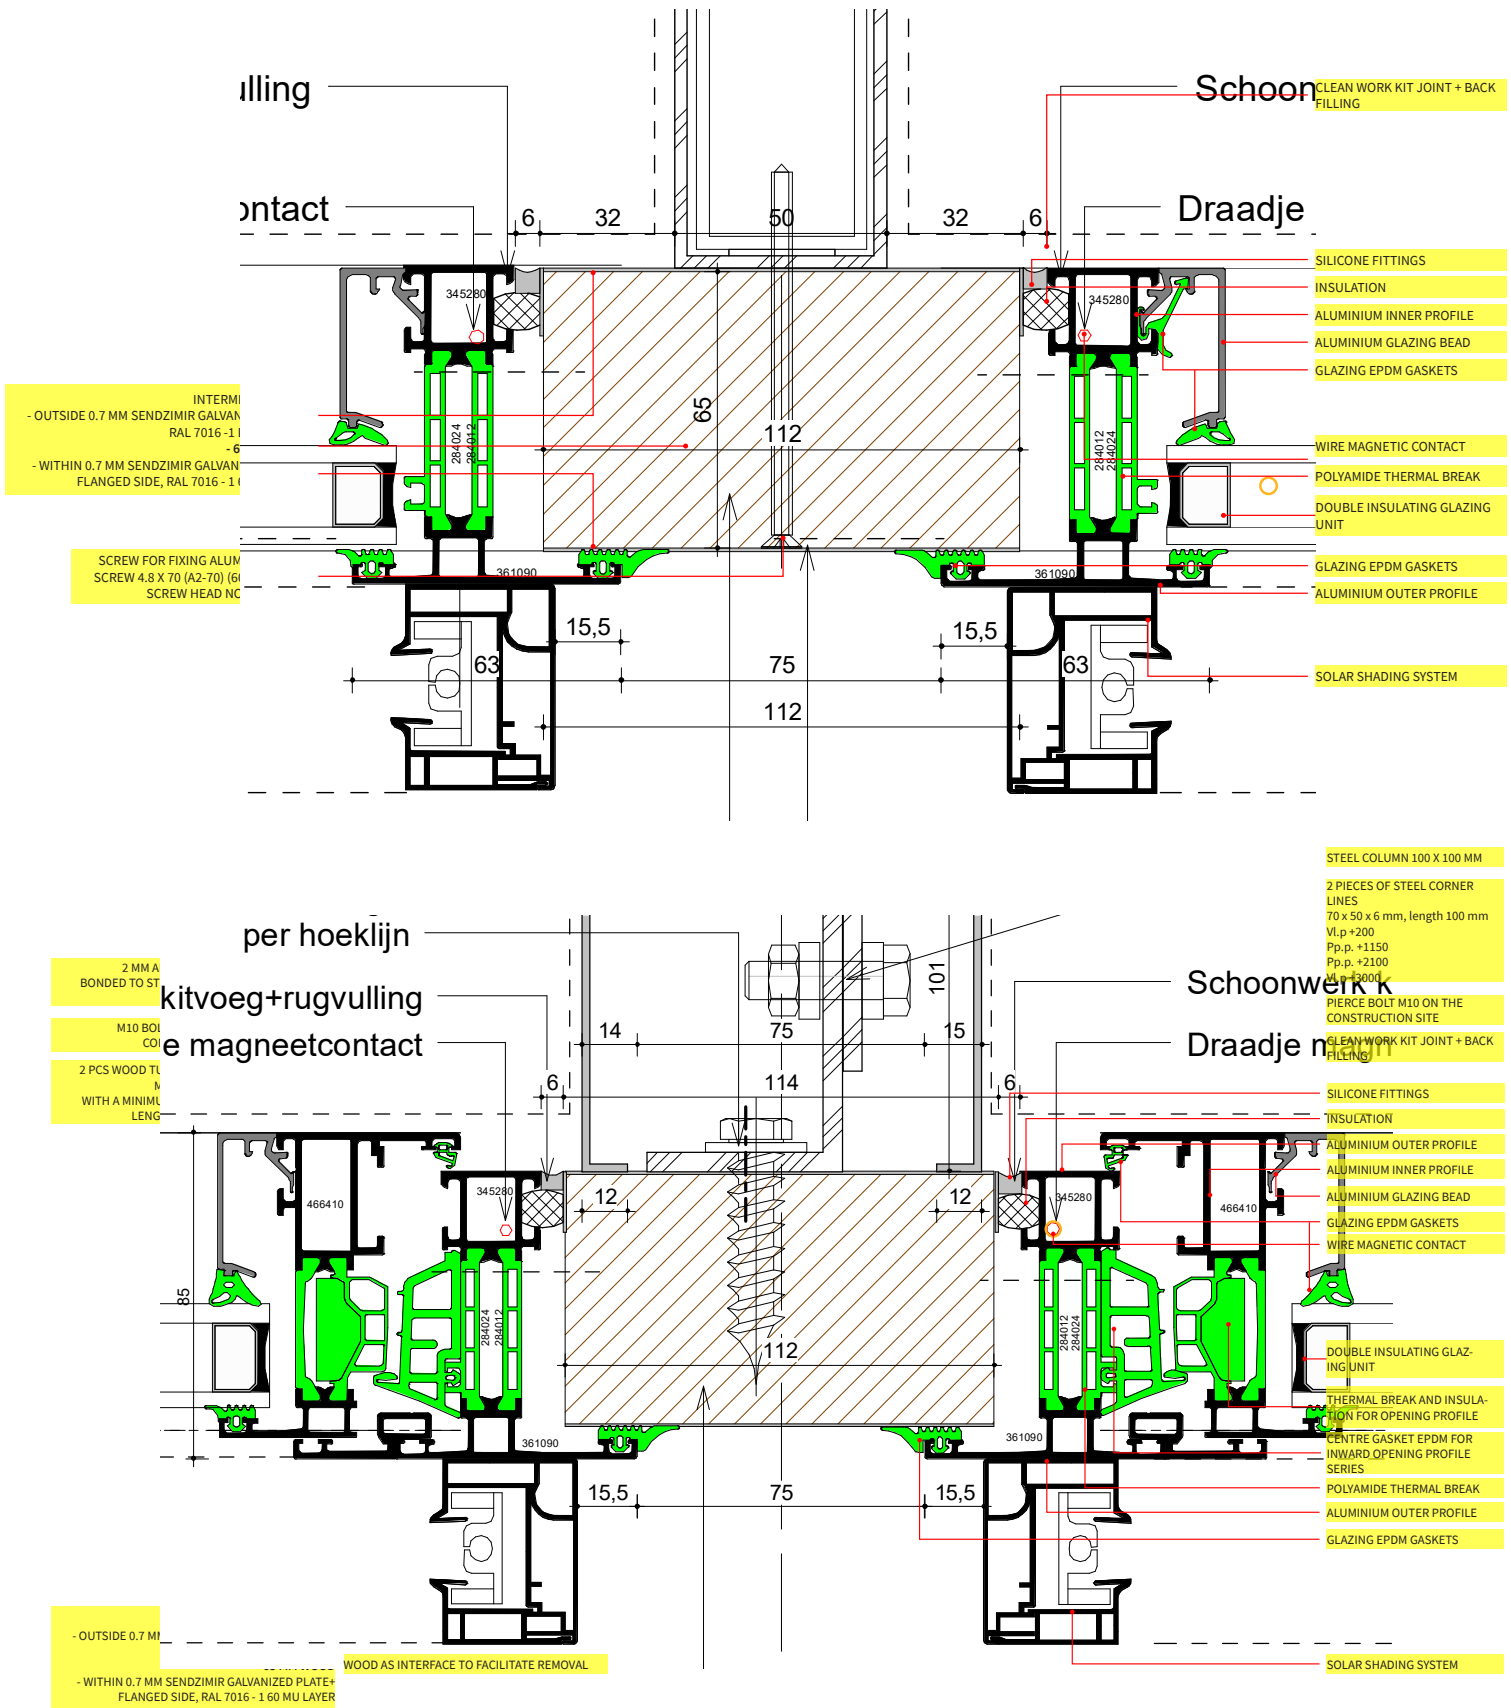 ulling
Schoon
CLEAN WORK KIT JOINT + BACK
FILLING
ontact
Draadje
6
32
50
32
6
SILICONE FITTINGS
INSULATION
ALUMINIUM INNER PROFILE
ALUMINIUM GLAZING BEAD
GLAZING EPDM GASKETS
345280
345280
INTERM
- OUTSIDE 0.7 MM SENDZIMIR GALVAN
RAL 7016 -1
- 6
- WITHIN 0.7 MM SENDZIMIR GALVAN
FLANGED SIDE, RAL 7016 - 1 6
284024
284012
65
112
284012
284024
WIRE MAGNETIC CONTACT
POLYAMIDE THERMAL BREAK
DOUBLE INSULATING GLAZING
UNIT
SCREW FOR FIXING ALUM
SCREW 4.8 X 70 (A2-70) (60
SCREW HEAD NO
361090
361090
GLAZING EPDM GASKETS
ALUMINIUM OUTER PROFILE
15,5
15,5
63
75
63
SOLAR SHADING SYSTEM
112
STEEL COLUMN 100 X 100 MM
2 PIECES OF STEEL CORNER
LINES
70 x 50 x 6 mm, length 100 mm
Vl.p +200
Pp.p. +1150
Pp.p. +2100
Vl.p +3000
per hoeklijn
2 MM A
BONDED TO ST
kitvoeg+rugvulling
101
Schoonwerk k
PIERCE BOLT M10 ON THE
CONSTRUCTION SITE
M10 BOL
CO
e magneetcontact
14
75
15
Draadje magn
CLEAN WORK KIT JOINT + BACK
FILLING
2 PCS WOOD TU
M
WITH A MINIMU
LENG
6
114
6
SILICONE FITTINGS
INSULATION
ALUMINIUM OUTER PROFILE
ALUMINIUM INNER PROFILE
ALUMINIUM GLAZING BEAD
GLAZING EPDM GASKETS
WIRE MAGNETIC CONTACT
466410
345280
12
12
345280
466410
85
284024
284012
112
284012
284024
DOUBLE INSULATING GLAZ-
ING UNIT
THERMAL BREAK AND INSULA-
TION FOR OPENING PROFILE
CENTRE GASKET EPDM FOR
INWARD OPENING PROFILE
SERIES
361090
361090
POLYAMIDE THERMAL BREAK
ALUMINIUM OUTER PROFILE
GLAZING EPDM GASKETS
15,5
75
15,5
- OUTSIDE 0.7 MM
WOOD AS INTERFACE TO FACILITATE REMOVAL
SOLAR SHADING SYSTEM
- WITHIN 0.7 MM SENDZIMIR GALVANIZED PLATE+
FLANGED SIDE, RAL 7016 - 1 60 MU LAYER